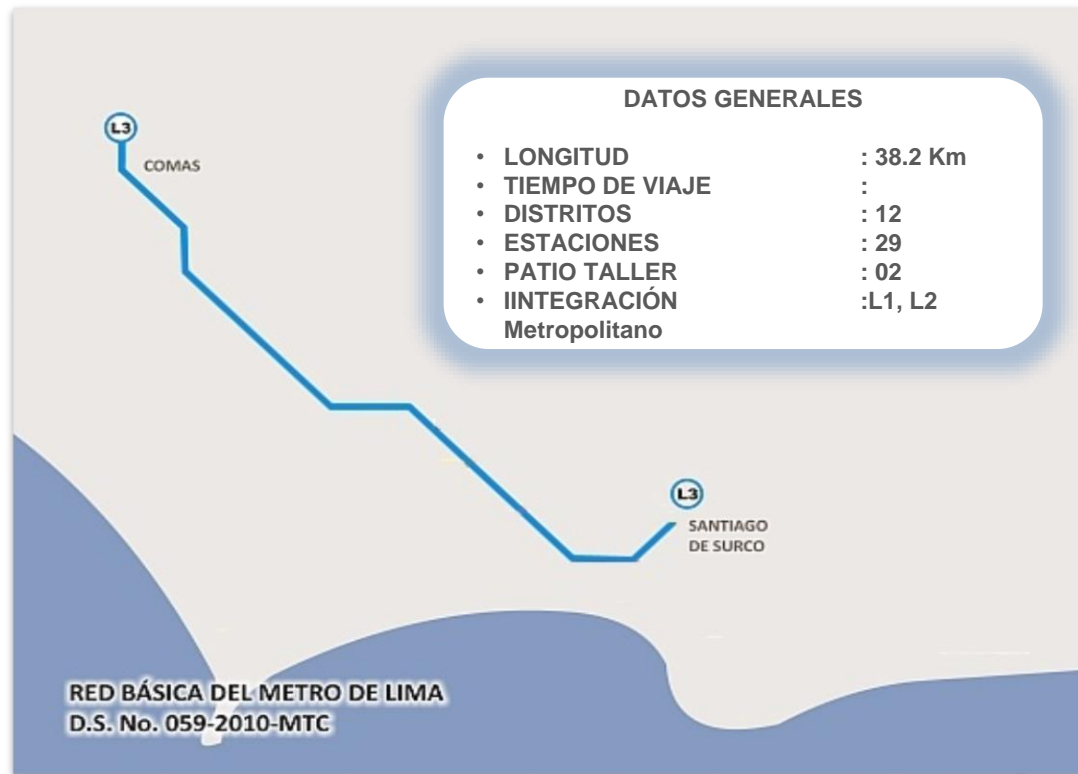 DATOS GENERALES
• LONGITUD : 38.2 Km
• TIEMPO DE VIAJE :
• DISTRITOS : 12
• ESTACIONES : 29
• PATIO TALLER : 02
• IINTEGRACIÓN :L1, L2
Metropolitano
L3
COMAS
L3
SANTIAGO
DE SURCO
RED BÁSICA DEL METRO DE LIMA
D.S. No. 059-2010-MTC